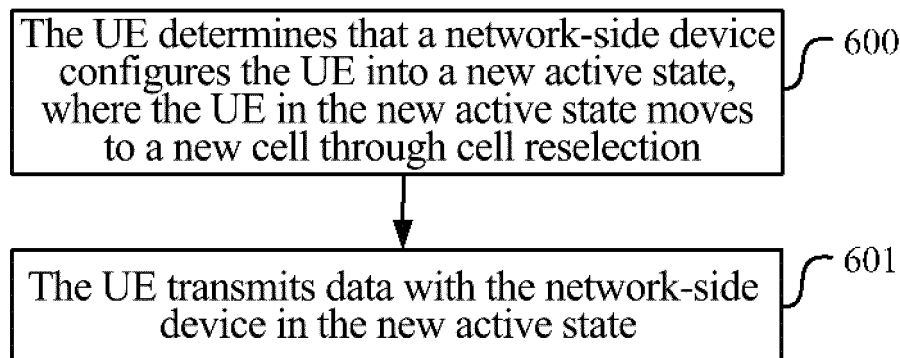 The UE determines that a network-side device
configures the UE into a new active state,
where the UE in the new active state moves
to a new cell through cell reselection
600
The UE transmits data with the network-side
device in the new active state
601